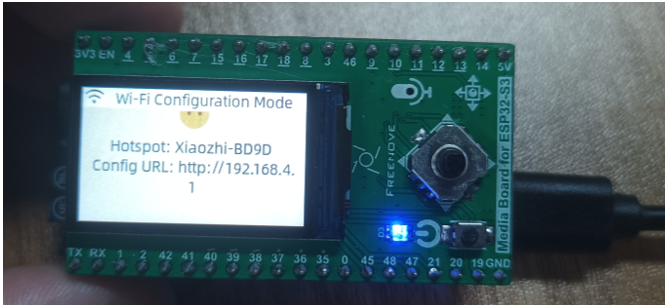 3V3 EN 4 5 6 7 15 16 17 18 8 3 46 9 10 11 12 13 14 5V
Wi-Fi Configuration Mode
Hotspot: Xiaozhi-BD9D
Config URL: http://192.168.4.
1
FREENOVE
Media Board for ESP32-S3
TX RX 1 2 42 41 40 39 38 37 36 35 0 45 48 47 21 20 19 GND